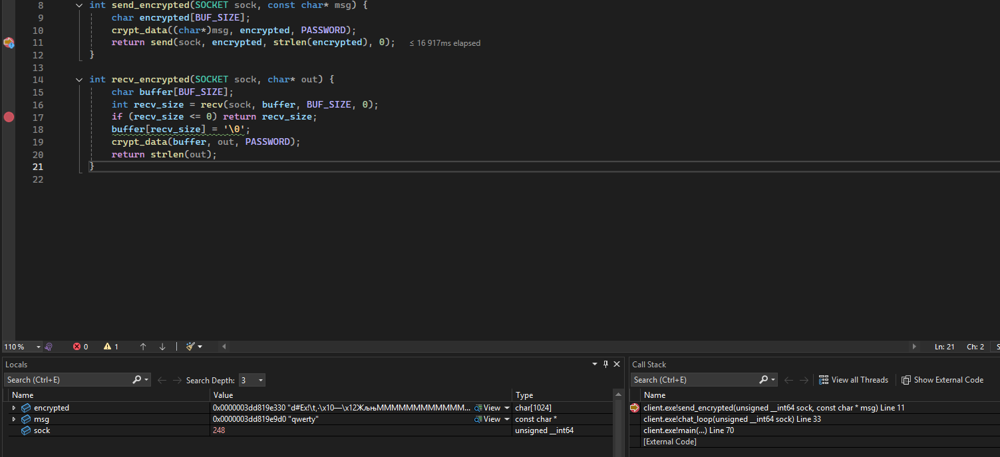 8 int send_encrypted(SOCKET sock, const char* msg) {
9 char encrypted[BUF_SIZE];
10 crypt_data((char*)msg, encrypted, PASSWORD);
11 return send(sock, encrypted, strlen(encrypted), 0); ≤ 16 917ms elapsed
12 }
13
14 int recv_encrypted(SOCKET sock, char* out) {
15 char buffer[BUF_SIZE];
16 int recv_size = recv(sock, buffer, BUF_SIZE, 0);
17 if (recv_size <= 0) return recv_size;
18 buffer[recv_size] = '\0';
19 crypt_data(buffer, out, PASSWORD);
20 return strlen(out);
21 }
22
110 % 0 1 Ln: 21 Ch: 2 S
Locals
Search (Ctrl+E) Search Depth: 3
Name Value Type
encrypted 0x0000003dd819e330 "d#Ex!\t,·\x10—\x12ЖљњММММММММММММ... View char[1024]
msg 0x0000003dd819e9d0 "qwerty" View const char *
sock 248 unsigned __int64
Call Stack
Search (Ctrl+E) View all Threads Show External Code
Name
client.exe!send_encrypted(unsigned __int64 sock, const char * msg) Line 11
client.exe!chat_loop(unsigned __int64 sock) Line 33
client.exe!main(...) Line 70
[External Code]